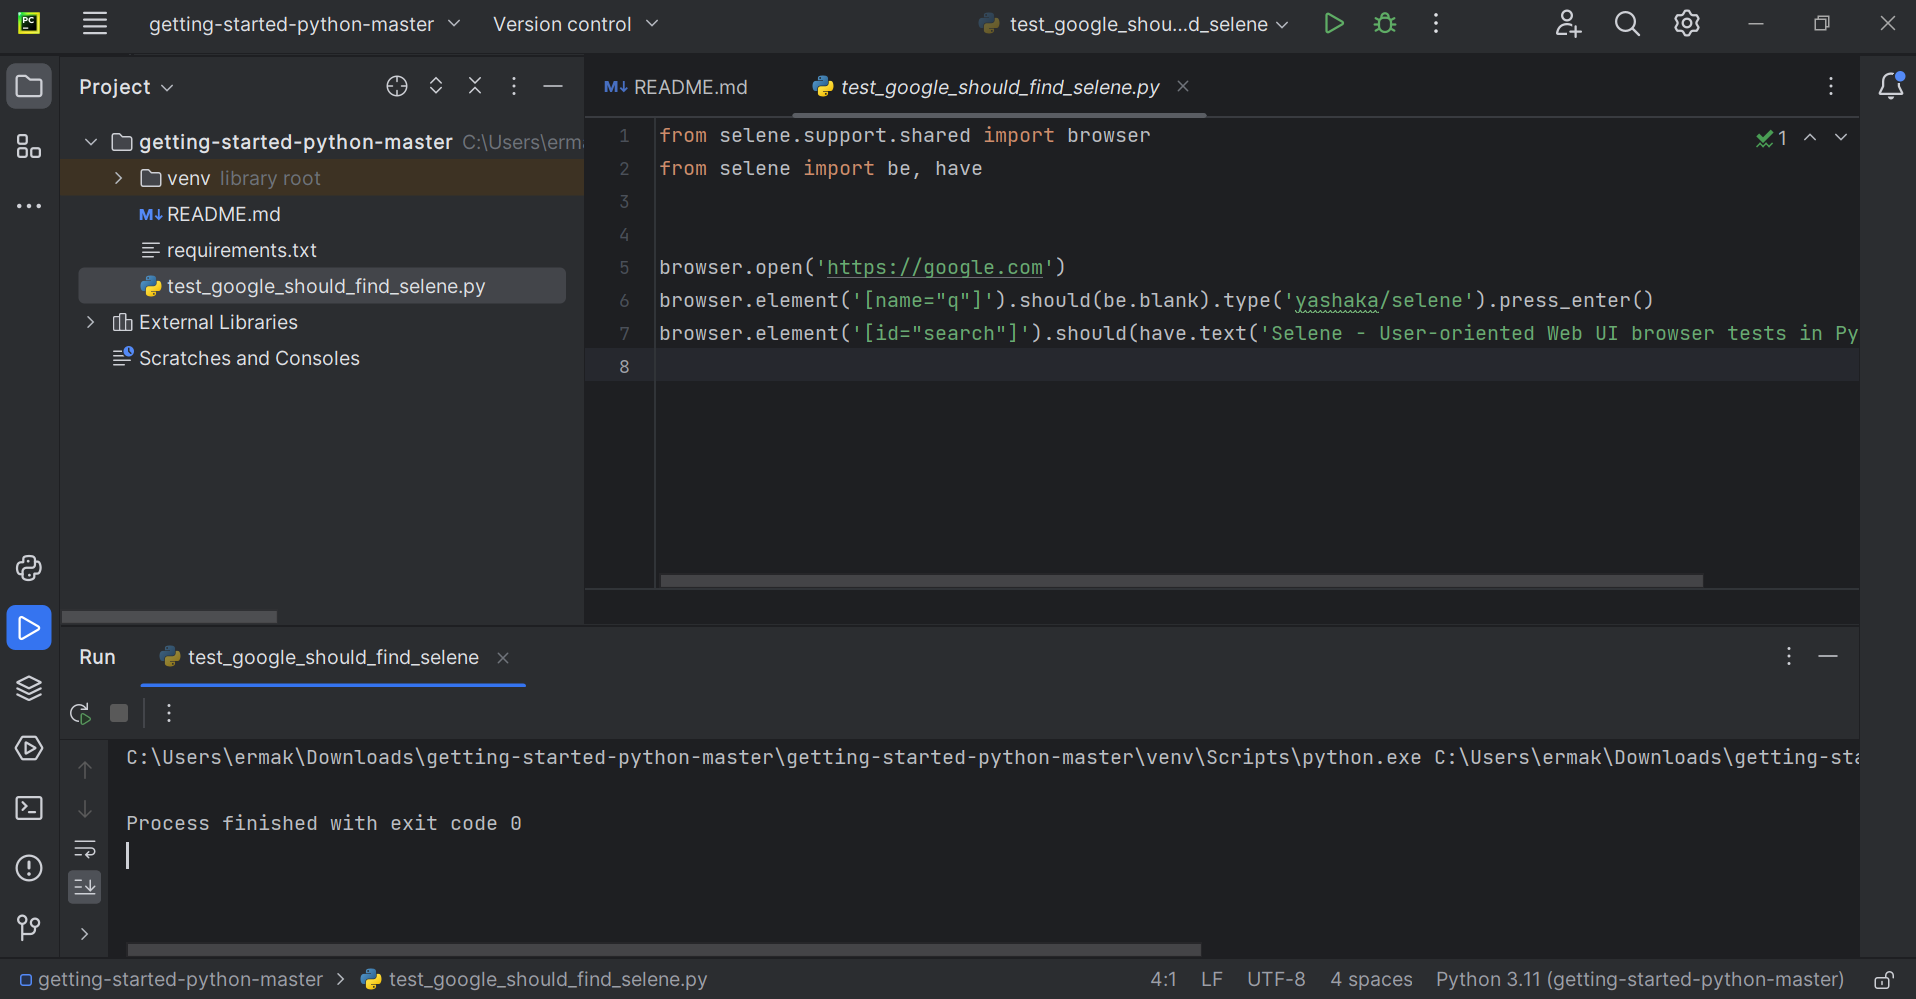 PC
getting-started-python-master
Version control
test_google_shou...d_selene
Project
README.md
test_google_should_find_selene.py
getting-started-python-master C:\Users\erma
venv library root
README.md
requirements.txt
test_google_should_find_selene.py
External Libraries
Scratches and Consoles
1 from selene.support.shared import browser
2 from selene import be, have
3
4
5 browser.open('https://google.com')
6 browser.element('[name="q"]').should(be.blank).type('yashaka/selene').press_enter()
7 browser.element('[id="search"]').should(have.text('Selene - User-oriented Web UI browser tests in Py
8
1
Run
test_google_should_find_selene
C:\Users\ermak\Downloads\getting-started-python-master\getting-started-python-master\venv\Scripts\python.exe C:\Users\ermak\Downloads\getting-sta
Process finished with exit code 0
getting-started-python-master > test_google_should_find_selene.py
4:1 LF UTF-8 4 spaces Python 3.11 (getting-started-python-master)